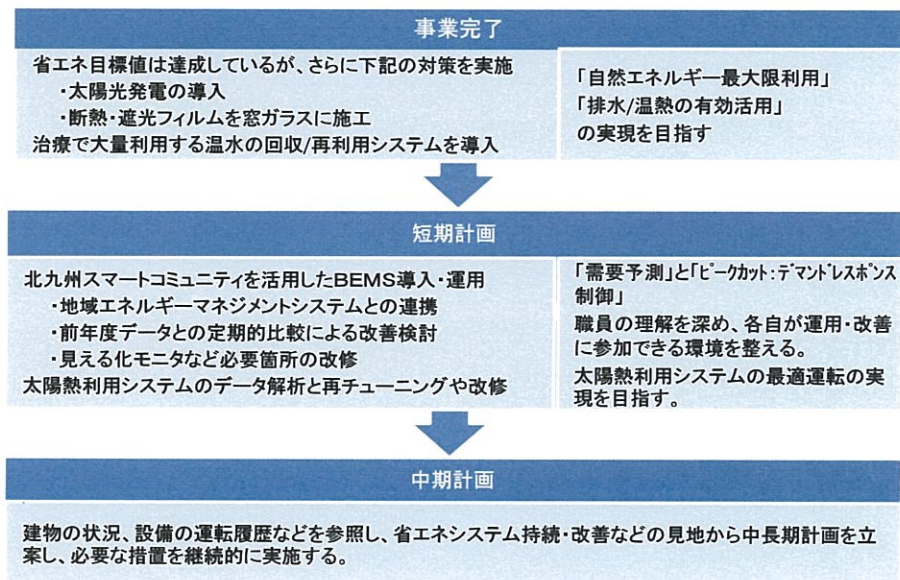 事業完了
省エネ目標値は達成しているが、さらに下記の対策を実施
・太陽光発電の導入
・断熱・遮光フィルムを窓ガラスに施工
治療で大量利用する温水の回収/再利用システムを導入
「自然エネルギー最大限利用」
「排水/温熱の有効活用」
の実現を目指す
短期計画
北九州スマートコミュニティを活用したBEMS導入・運用
・地域エネルギーマネジメントシステムとの連携
・前年度データとの定期的比較による改善検討
・見える化モニタなど必要箇所の改修
太陽熱利用システムのデータ解析と再チューニングや改修
「需要予測」と「ピークカット：デマンドレスポンス
制御」
職員の理解を深め、各自が運用・改善
に参加できる環境を整える。
太陽熱利用システムの最適運転の実
現を目指す。
中期計画
建物の状況、設備の運転履歴などを参照し、省エネシステム持続・改善などの見地から中長期計画を立
案し、必要な措置を継続的に実施する。